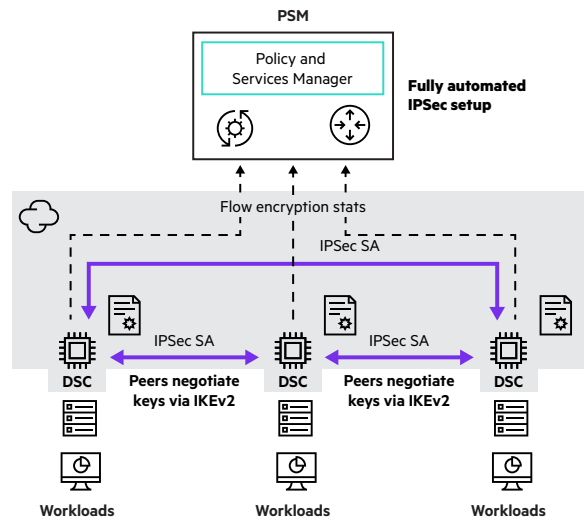 PSM
Policy and
Services Manager
Fully automated
IPSec setup
Flow encryption stats
IPSec SA
IPSec SA
IPSec SA
DSC
Peers negotiate
keys via IKEv2
DSC
Peers negotiate
keys via IKEv2
DSC
Workloads
Workloads
Workloads